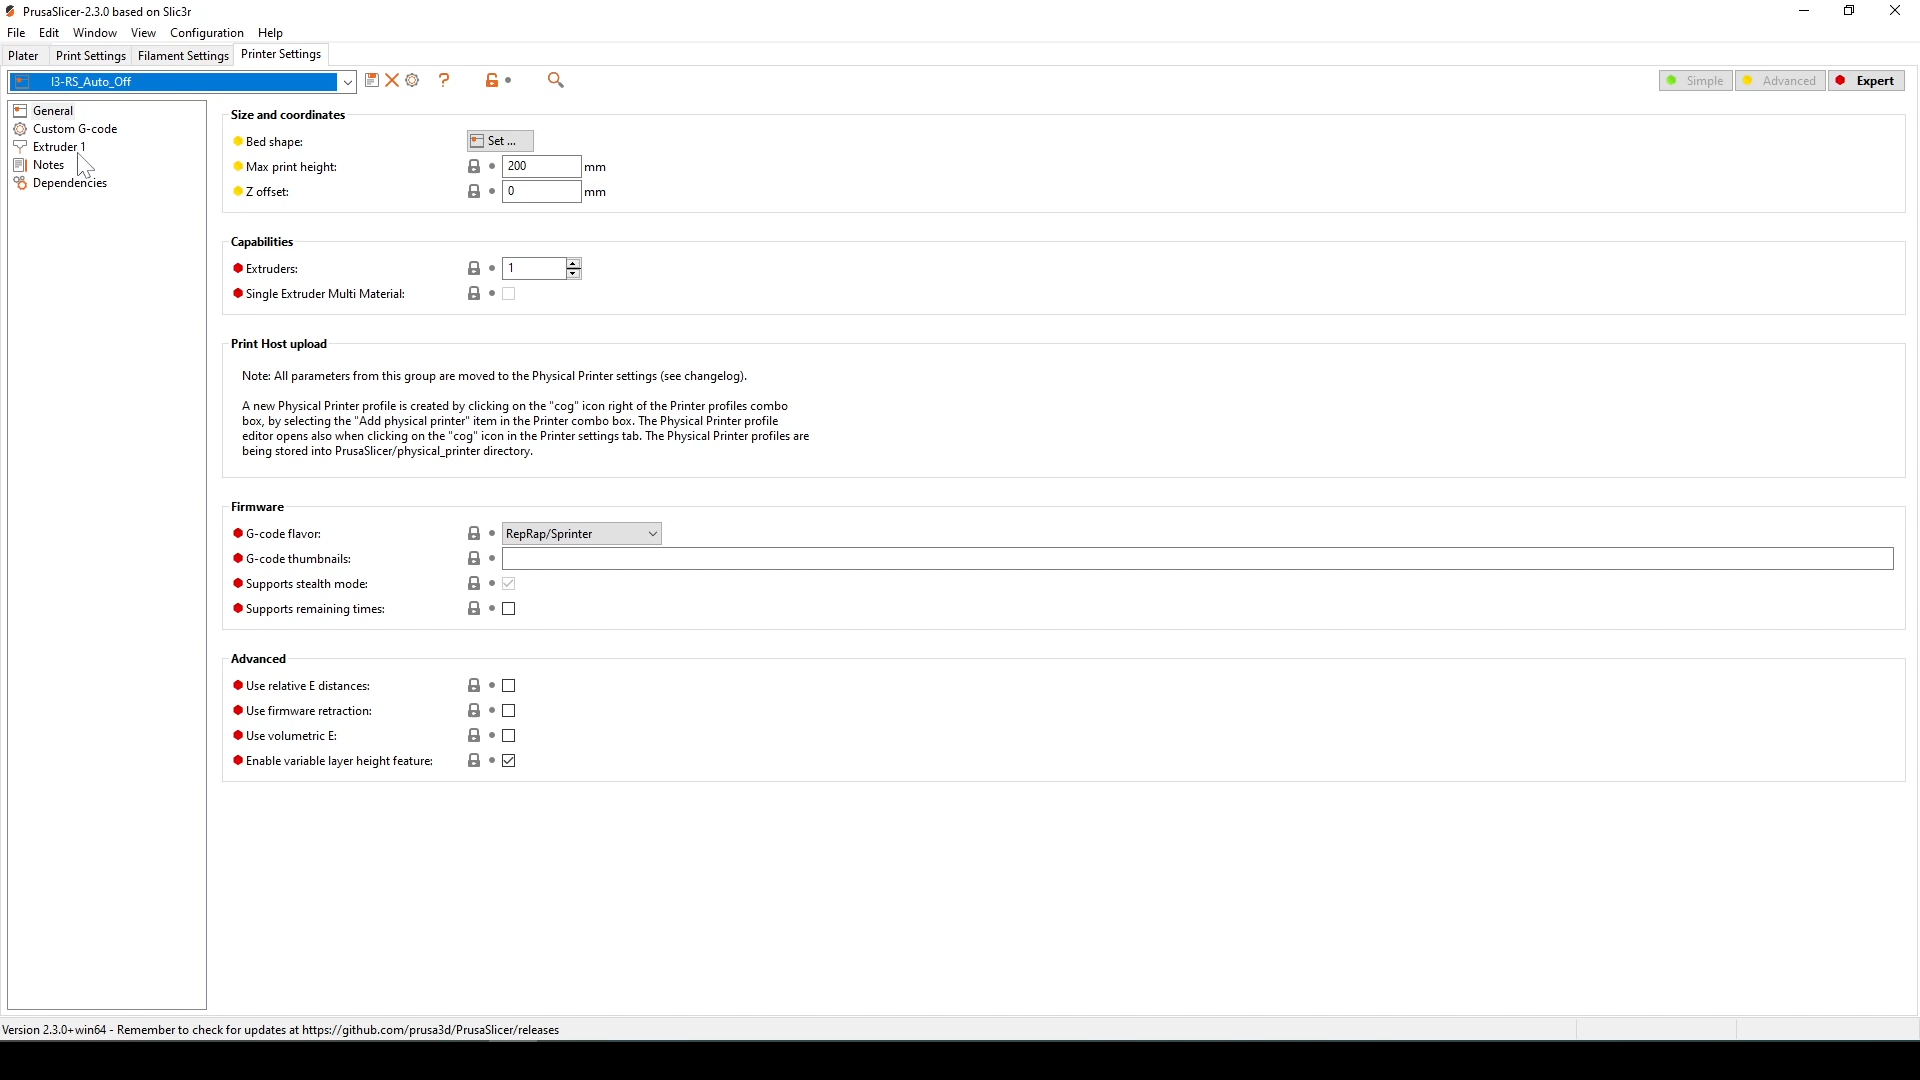 PrusaSlicer-2.3.0 based on Slic3r
File Edit Window View Configuration Help
Plater Print Settings Filament Settings Printer Settings
I3-RS_Auto_Off Simple Advanced Expert
General
Custom G-code
Extruder 1
Notes
Dependencies
Size and coordinates
Bed shape: Set ...
Max print height: 200 mm
Z offset: 0 mm
Capabilities
Extruders: 1
Single Extruder Multi Material:
Print Host upload
Note: All parameters from this group are moved to the Physical Printer settings (see changelog).
A new Physical Printer profile is created by clicking on the "cog" icon right of the Printer profiles combo
box, by selecting the "Add physical printer" item in the Printer combo box. The Physical Printer profile
editor opens also when clicking on the "cog" icon in the Printer settings tab. The Physical Printer profiles are
being stored into PrusaSlicer/physical_printer directory.
Firmware
G-code flavor: RepRap/Sprinter
G-code thumbnails:
Supports stealth mode:
Supports remaining times:
Advanced
Use relative E distances:
Use firmware retraction:
Use volumetric E:
Enable variable layer height feature:
Version 2.3.0+win64 - Remember to check for updates at https://github.com/prusa3d/PrusaSlicer/releases